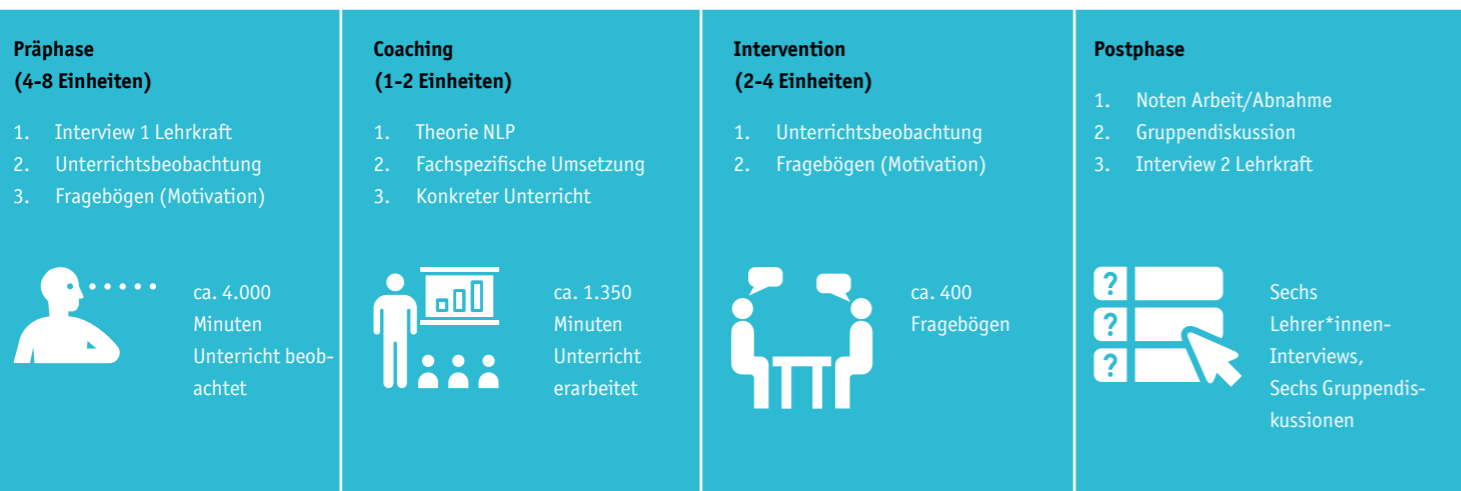 Präphase
(4-8 Einheiten)
1. Interview 1 Lehrkraft
2. Unterrichtsbeobachtung
3. Fragebögen (Motivation)
ca. 4.000
Minuten
Unterricht beob-
achtet
Coaching
(1-2 Einheiten)
1. Theorie NLP
2. Fachspezifische Umsetzung
3. Konkreter Unterricht
ca. 1.350
Minuten
Unterricht
erarbeitet
Intervention
(2-4 Einheiten)
1. Unterrichtsbeobachtung
2. Fragebögen (Motivation)
ca. 400
Fragebögen
Postphase
1. Noten Arbeit/Abnahme
2. Gruppendiskussion
3. Interview 2 Lehrkraft
?
?
?
Sechs
Lehrer*innen-
Interviews,
Sechs Gruppendis-
kussionen